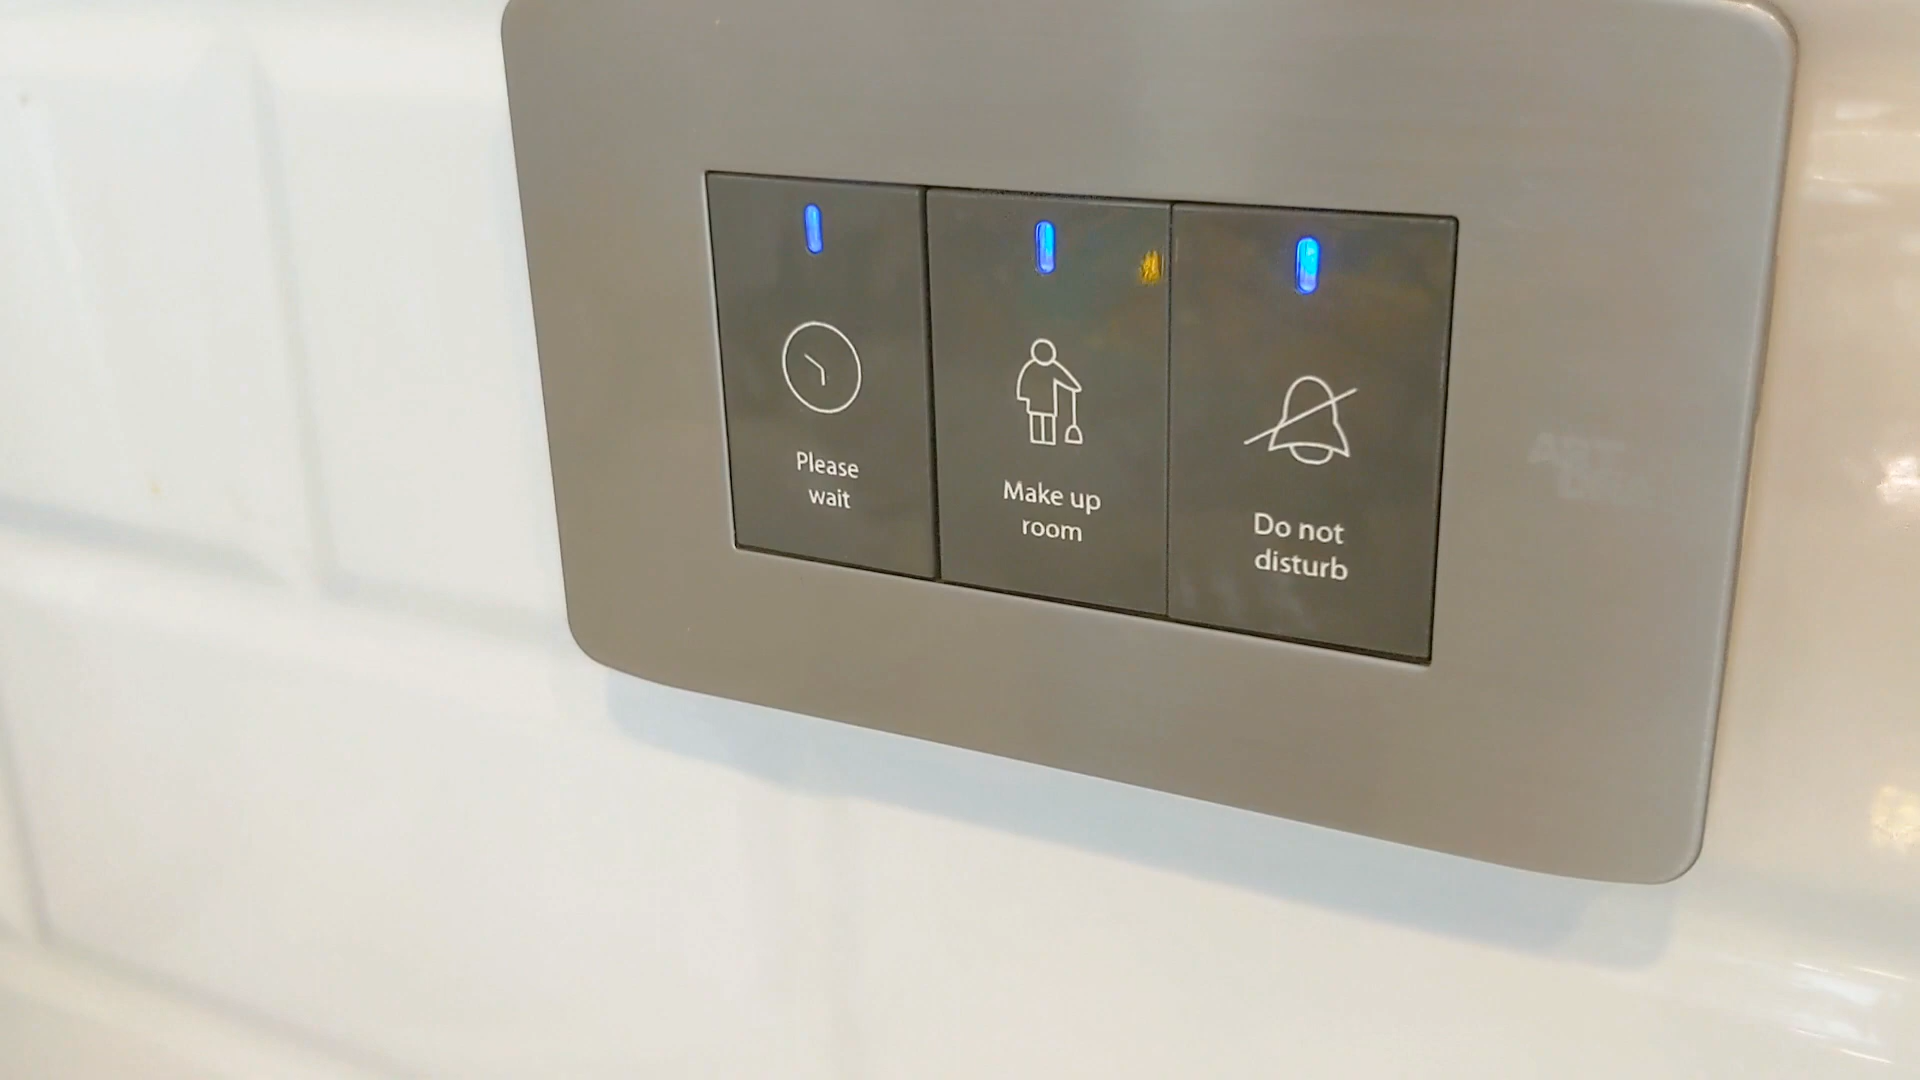 Please
wait
Make up
room
Do not
disturb